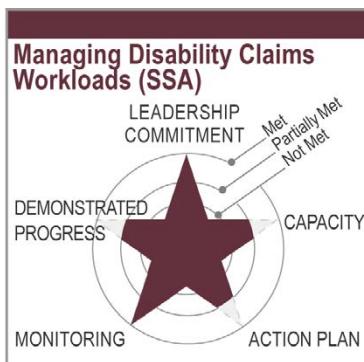 Managing Disability Claims
Workloads (SSA)
LEADERSHIP
COMMITMENT
Met
Partially Met
Not Met
DEMONSTRATED
PROGRESS
CAPACITY
MONITORING
ACTION PLAN